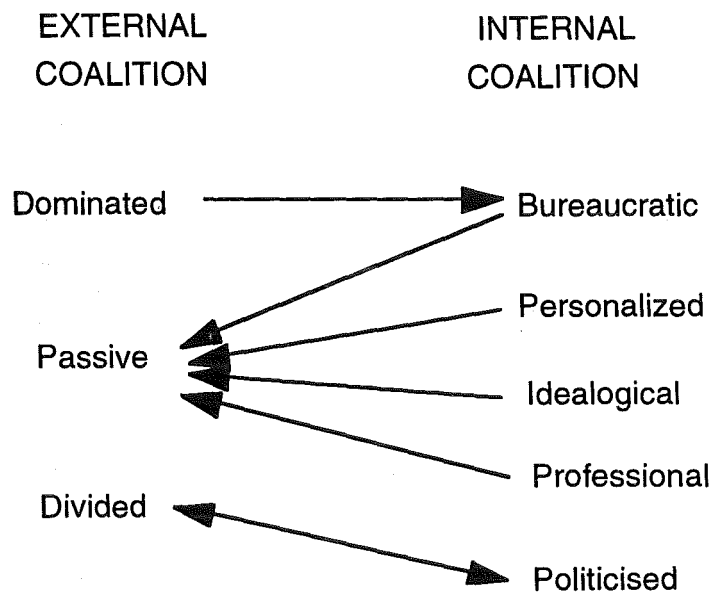 EXTERNAL
COALITION
INTERNAL
COALITION
Dominated
Bureaucratic
Personalized
Passive
Idealogical
Professional
Divided
Politicised